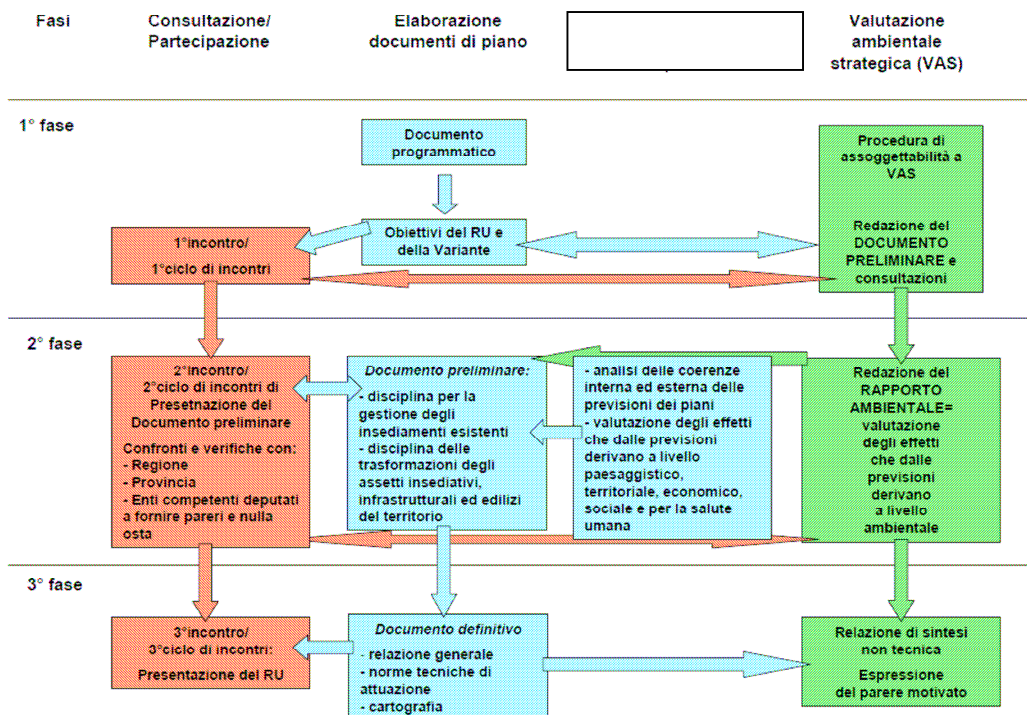 Fasi
Consultazione/
Partecipazione
Elaborazione
documenti di piano
Valutazione
ambientale
strategica (VAS)
1° fase
Documento
programmatico
Procedura di
assoggettabilità a
VAS
Redazione del
DOCUMENTO
PRELIMINARE e
consultazioni
Obiettivi del RU e
della Variante
1°incontro/
1°ciclo di incontri
2° fase
2°incontro/
2°ciclo di incontri di
Presetnazione del
Documento preliminare
Confronti e verifiche con:
- Regione
- Provincia
- Enti competenti deputati
a fornire pareri e nulla
osta
Documento preliminare:
- disciplina per la
gestione degli
insediamenti esistenti
- disciplina delle
trasformazioni degli
assetti insediativi,
infrastrutturali ed edilizi
del territorio
- analisi delle coerenze
interna ed esterna delle
previsioni dei piani
- valutazione degli effetti
che dalle previsioni
derivano a livello
paesaggistico,
territoriale, economico,
sociale e per la salute
umana
Redazione del
RAPPORTO
AMBIENTALE=
valutazione
degli effetti
che dalle
previsioni
derivano
a livello
ambientale
3° fase
3°incontro/
3°ciclo di incontri:
Presentazione del RU
Documento definitivo
- relazione generale
- norme tecniche di
attuazione
- cartografia
Relazione di sintesi
non tecnica
Espressione
del parere motivato